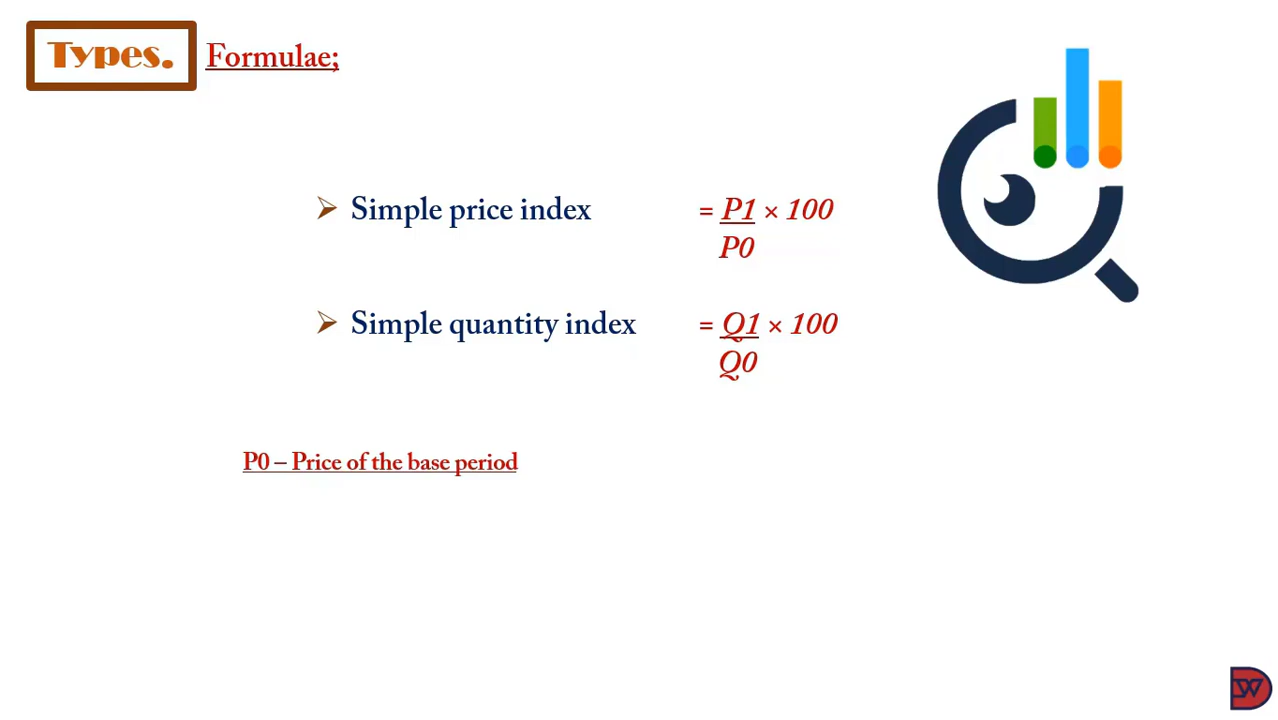 Types. Formulae;
➢ Simple price index = P1 × 100
P0
➢ Simple quantity index = Q1 × 100
Q0
P0 – Price of the base period
DW